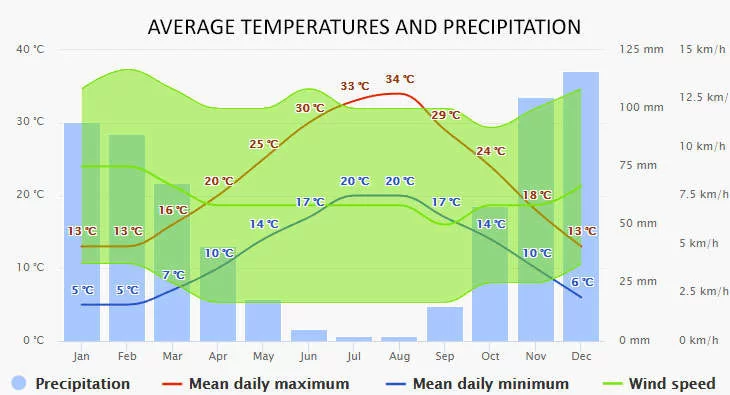 AVERAGE TEMPERATURES AND PRECIPITATION
40 °C 125 mm 15 km/h
34 °C
33 °C
12.5 km/h
30 °C 30 °C 29 °C 100 mm
25 °C 24 °C 10 km/h
20 °C 20 °C 20 °C 75 mm
20 °C 17 °C 17 °C 18 °C 7.5 km/h
16 °C 14 °C 14 °C 50 mm
13 °C 13 °C 13 °C 5 km/h
10 °C 7 °C 10 °C 10 °C
5 °C 5 °C 6 °C 25 mm 2.5 km/h
0 °C 0 mm 0 km/h
Jan Feb Mar Apr May Jun Jul Aug Sep Oct Nov Dec
Precipitation Mean daily maximum Mean daily minimum Wind speed